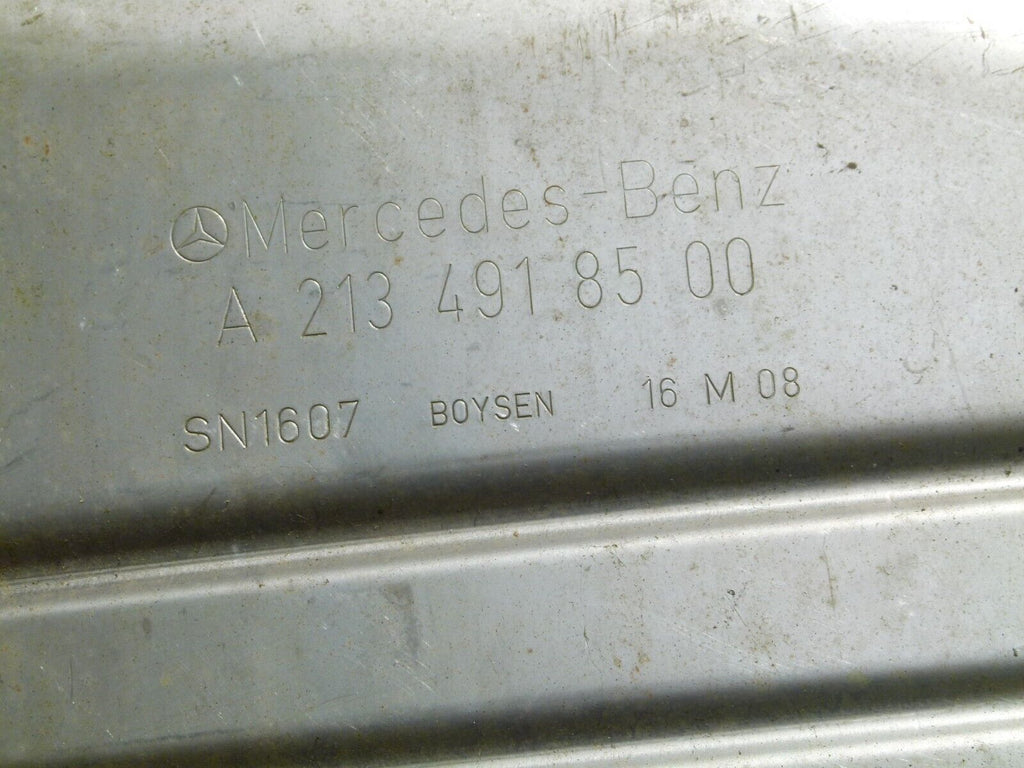 Mercedes-Benz
A 213 491 85 00
SN1607 BOYSEN 16 M 08